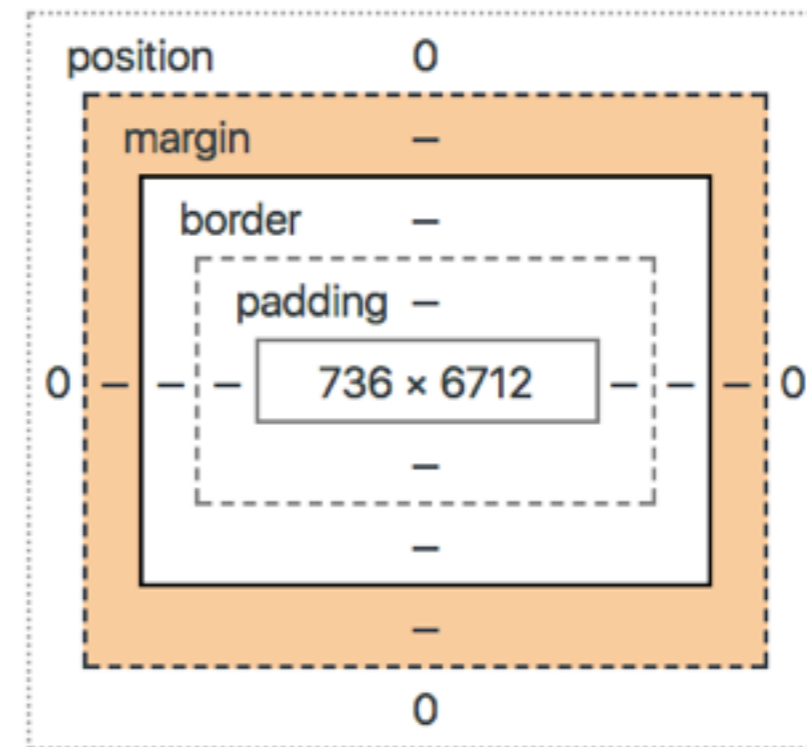 position 0
margin –
border –
padding –
0 – – – 736 × 6712 – – – 0
–
–
–
0